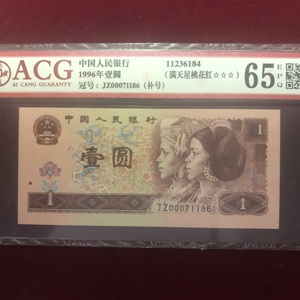 ACG
AI CANG GUARANTY
中国人民银行
1996年壹圓
冠号: JZ00071186 (补号)
11236184
(满天星桃花红☆☆☆)
65
E
P
Q
中国人民银行
1
壹圆
1
JZ00071186